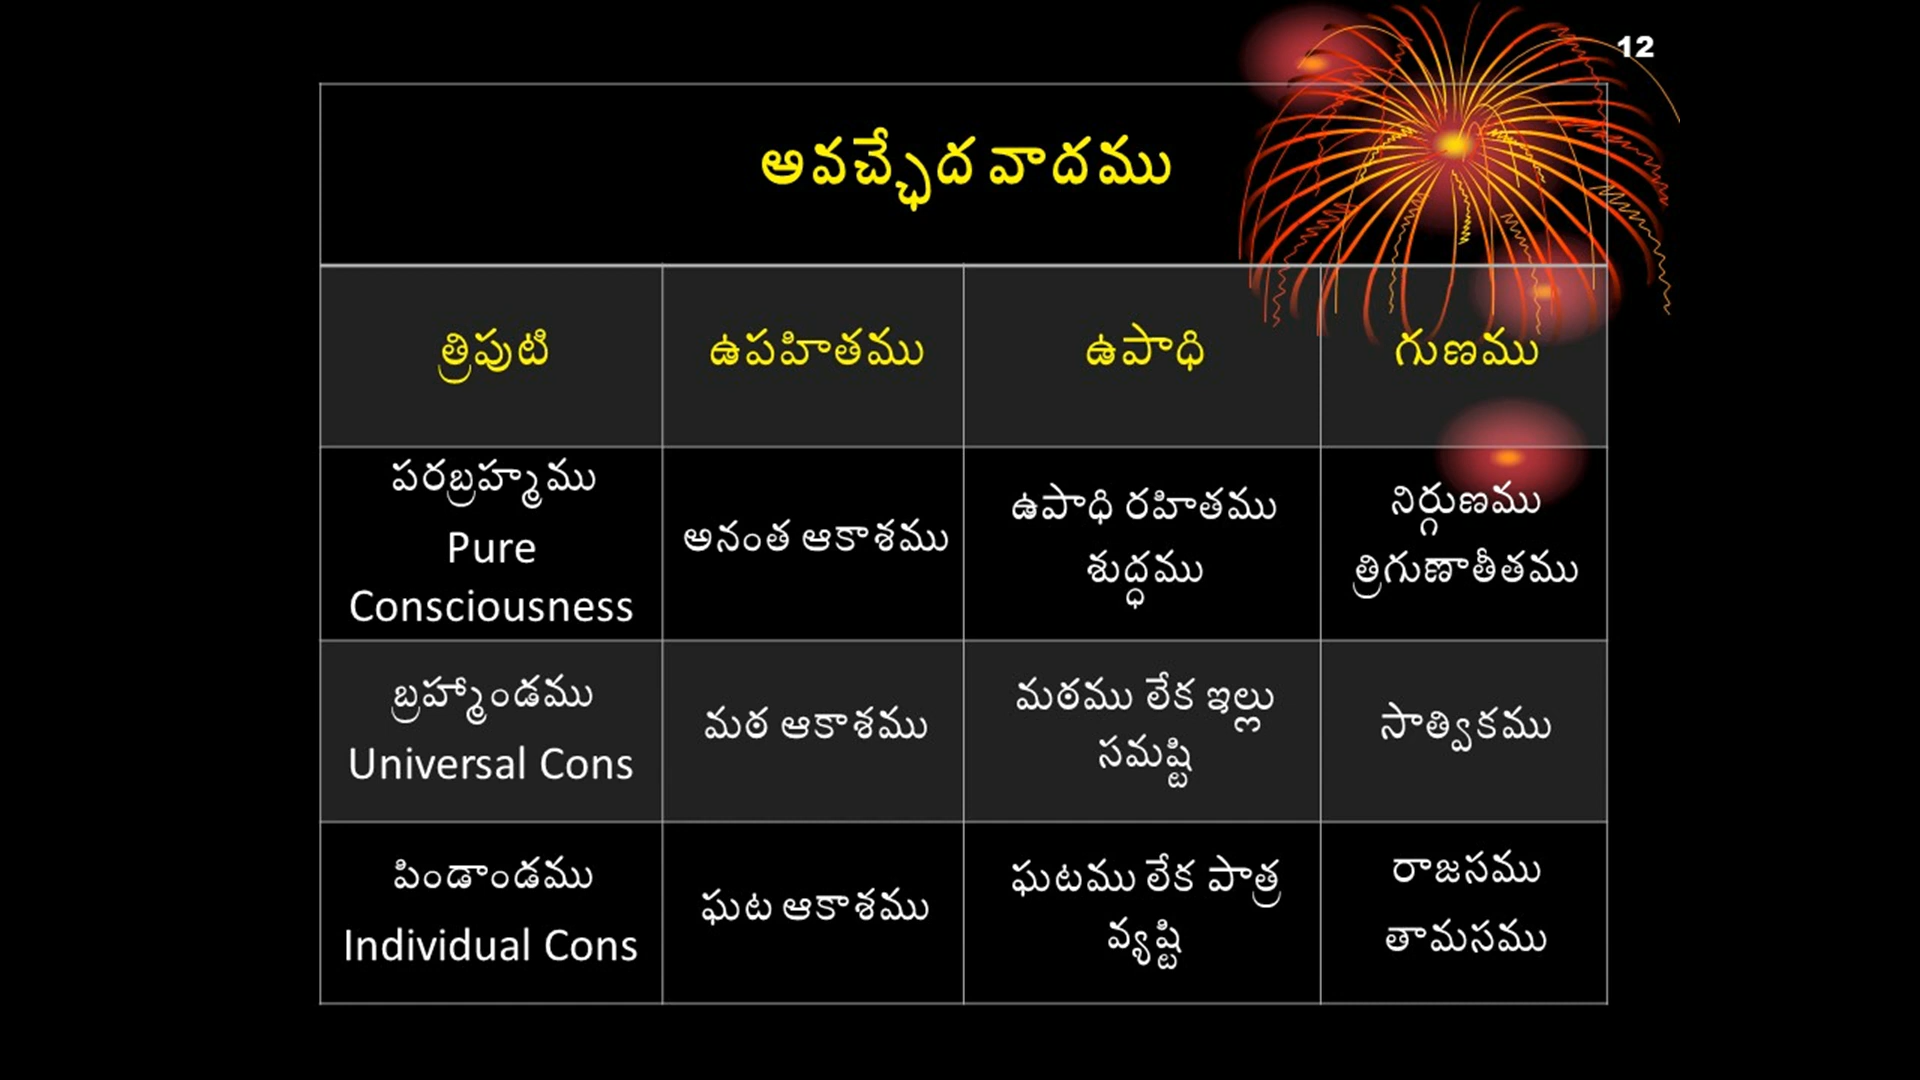 12
అవచ్ఛేద వాదము
త్రిపుటి
ఉపహితము
ఉపాధి
గుణము
పరబ్రహ్మము
Pure
Consciousness
అనంత ఆకాశము
ఉపాధి రహితము
శుద్ధము
నిర్గుణము
త్రిగుణాతీతము
బ్రహ్మాండము
Universal Cons
మఠ ఆకాశము
మఠము లేక ఇల్లు
సమష్టి
సాత్వికము
పిండాండము
Individual Cons
ఘట ఆకాశము
ఘటము లేక పాత్ర
వ్యష్టి
రాజసము
తామసము